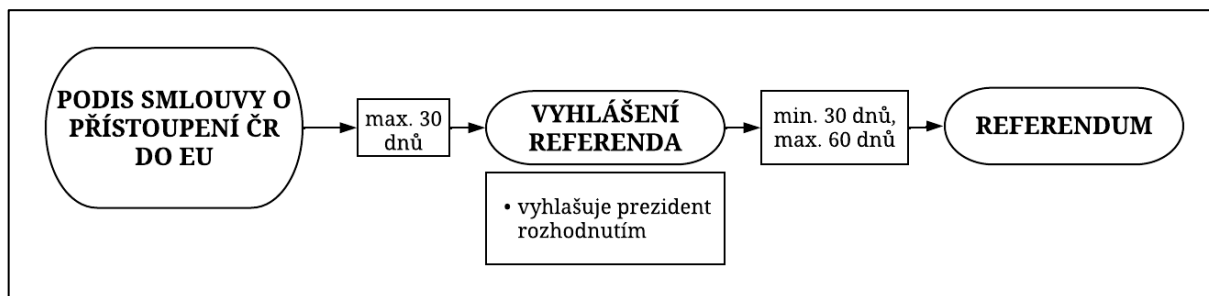 PODIS SMLOUVY O
PŘÍSTOUPENÍ ČR
DO EU
max. 30
dnů
VYHLÁŠENÍ
REFERENDA
• vyhlašuje prezident
rozhodnutím
min. 30 dnů,
max. 60 dnů
REFERENDUM